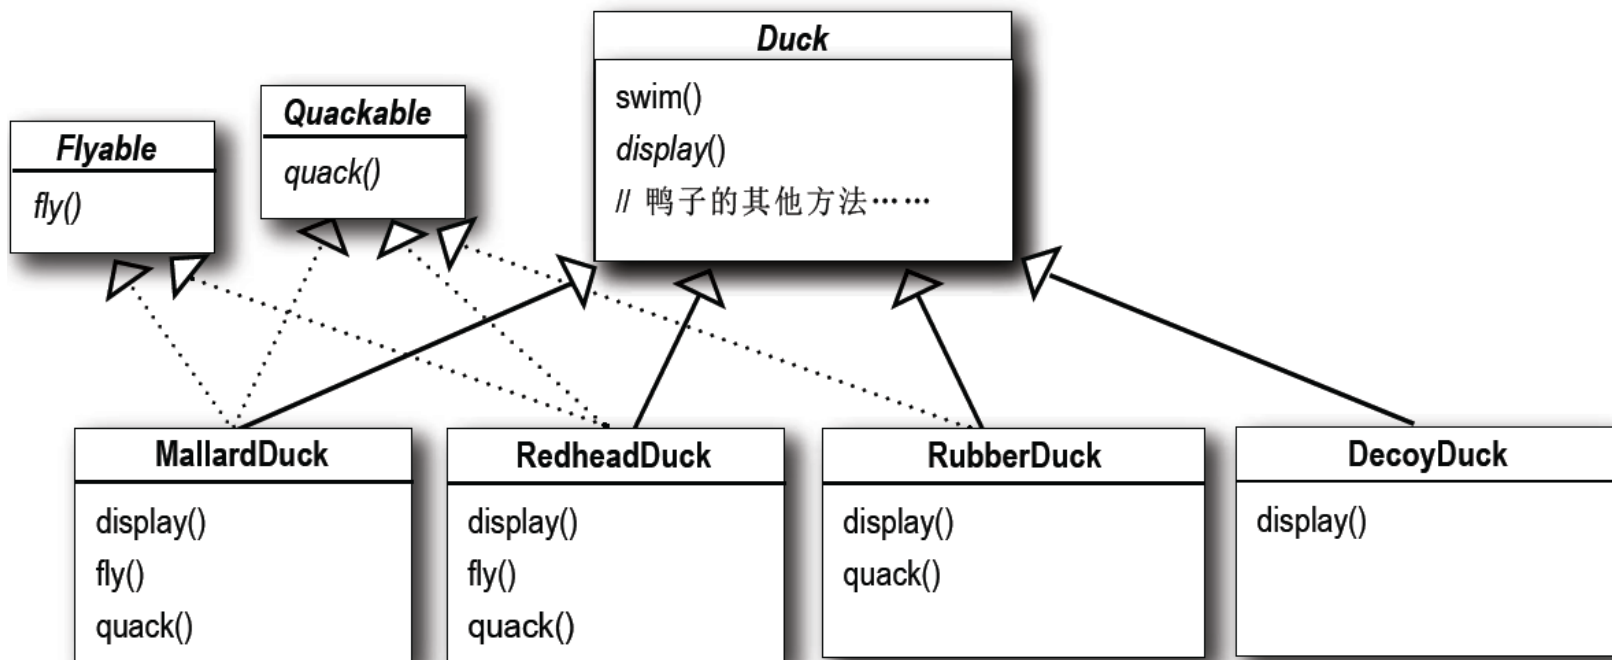 Duck
swim()
display()
// 鸭子的其他方法……
Quackable
quack()
Flyable
fly()
MallardDuck
display()
fly()
quack()
RedheadDuck
display()
fly()
quack()
RubberDuck
display()
quack()
DecoyDuck
display()